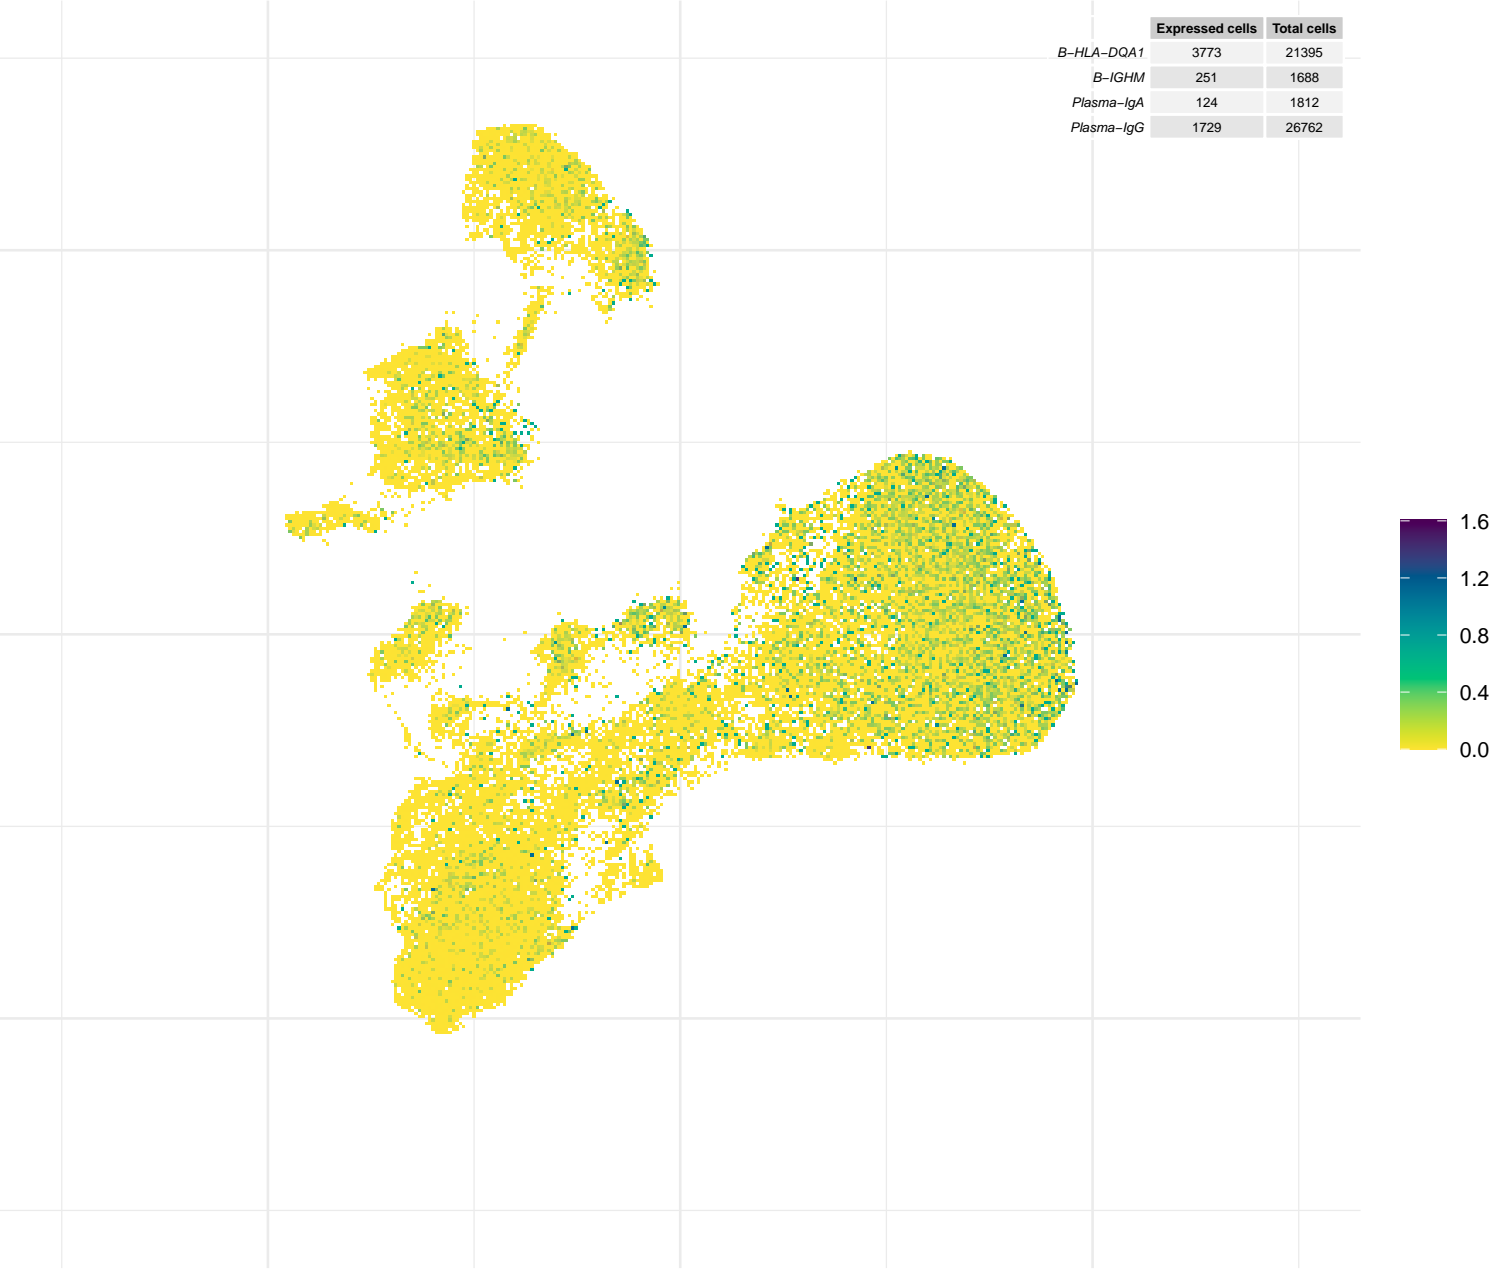 Expressed cells Total cells
B−HLA−DQA1 3773 21395
B−IGHM 251 1688
Plasma−IgA 124 1812
Plasma−IgG 1729 26762
1.6
1.2
0.8
0.4
0.0